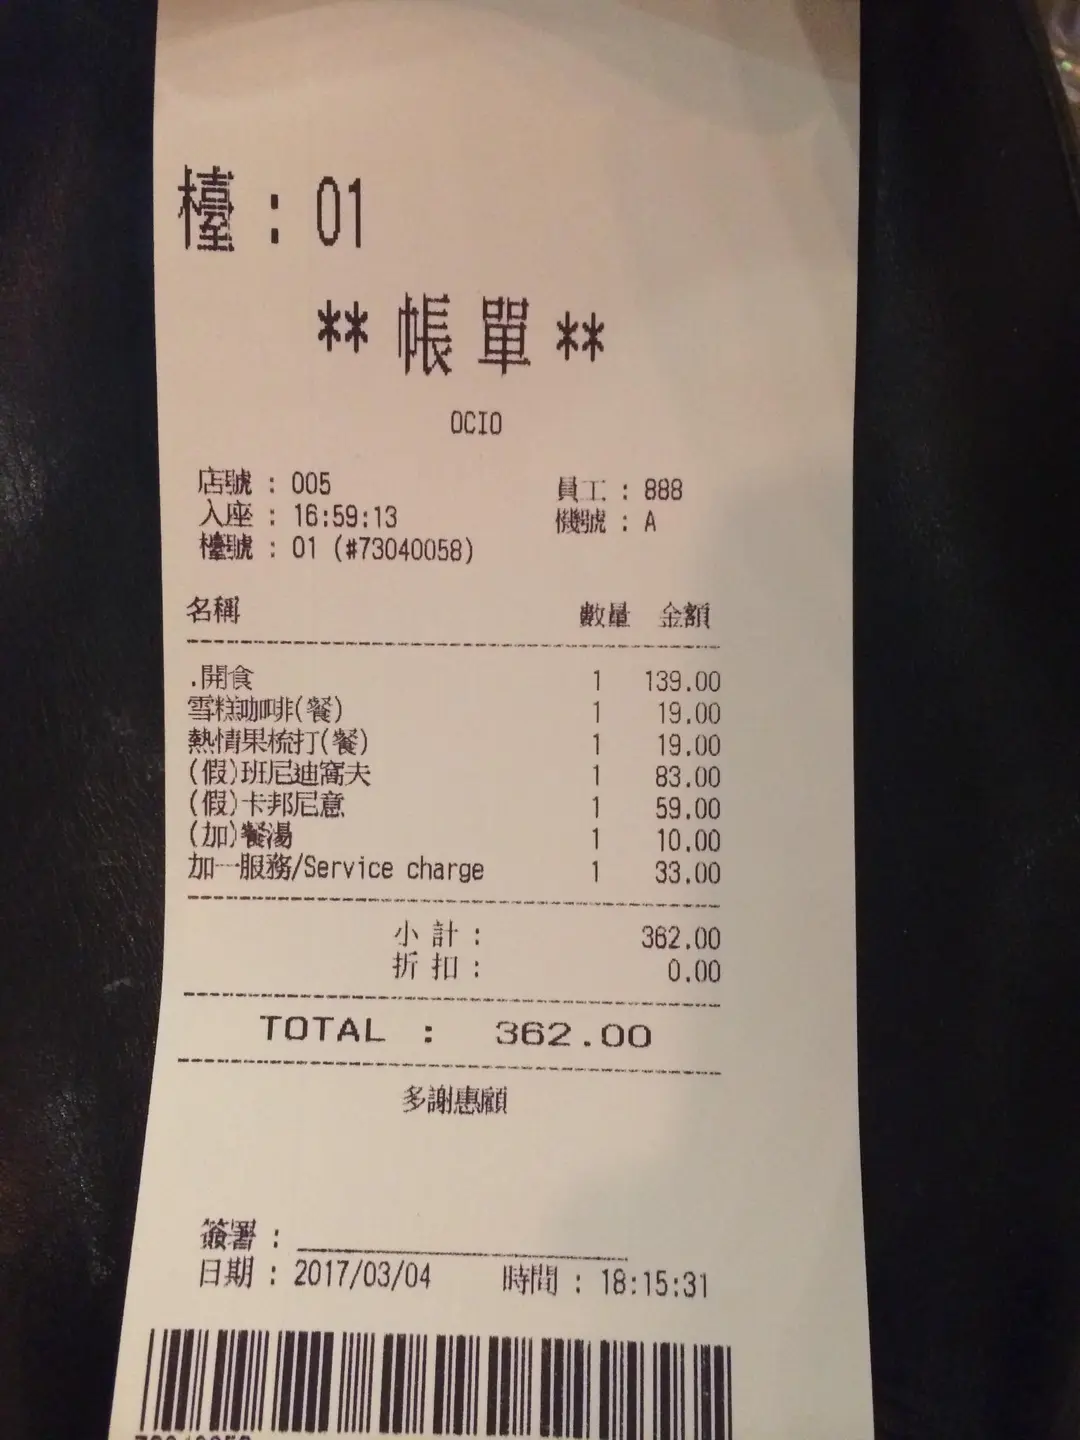 檯 : 01
** 帳 單 **
OCIO
店號 : 005 員工 : 888
入座 : 16:59:13 機號 : A
檯號 : 01 (#73040058)
名稱 數量 金額
.開食 1 139.00
雪糕咖啡(餐) 1 19.00
熱情果梳打(餐) 1 19.00
(假)班尼迪窩夫 1 83.00
(假)卡邦尼意 1 59.00
(加)餐湯 1 10.00
加一服務/Service charge 1 33.00
小 計 : 362.00
折 扣 : 0.00
TOTAL : 362.00
多謝惠顧
簽署 :
日期 : 2017/03/04 時間 : 18:15:31